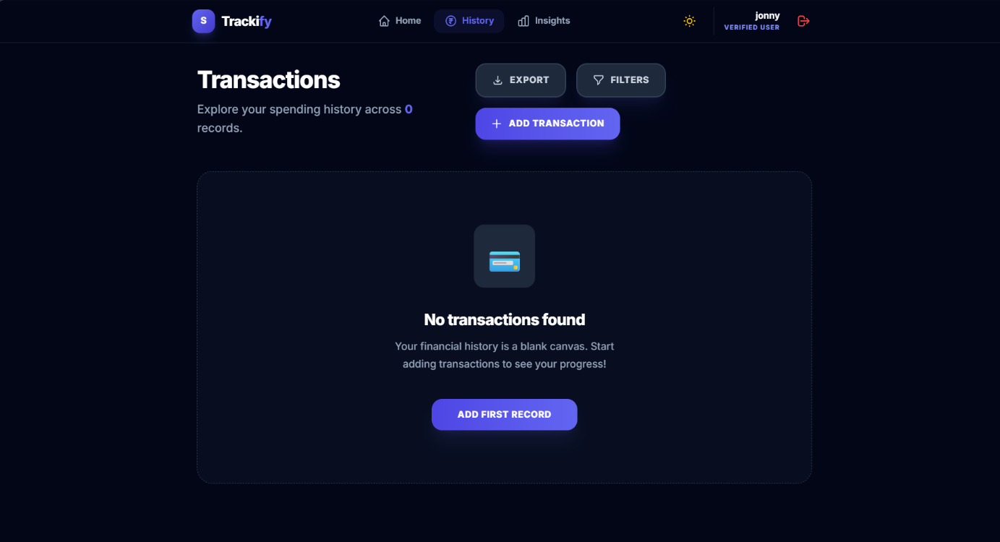 S Trackify Home History Insights jonny
VERIFIED USER
Transactions
EXPORT FILTERS
Explore your spending history across 0
records.
ADD TRANSACTION
No transactions found
Your financial history is a blank canvas. Start
adding transactions to see your progress!
ADD FIRST RECORD